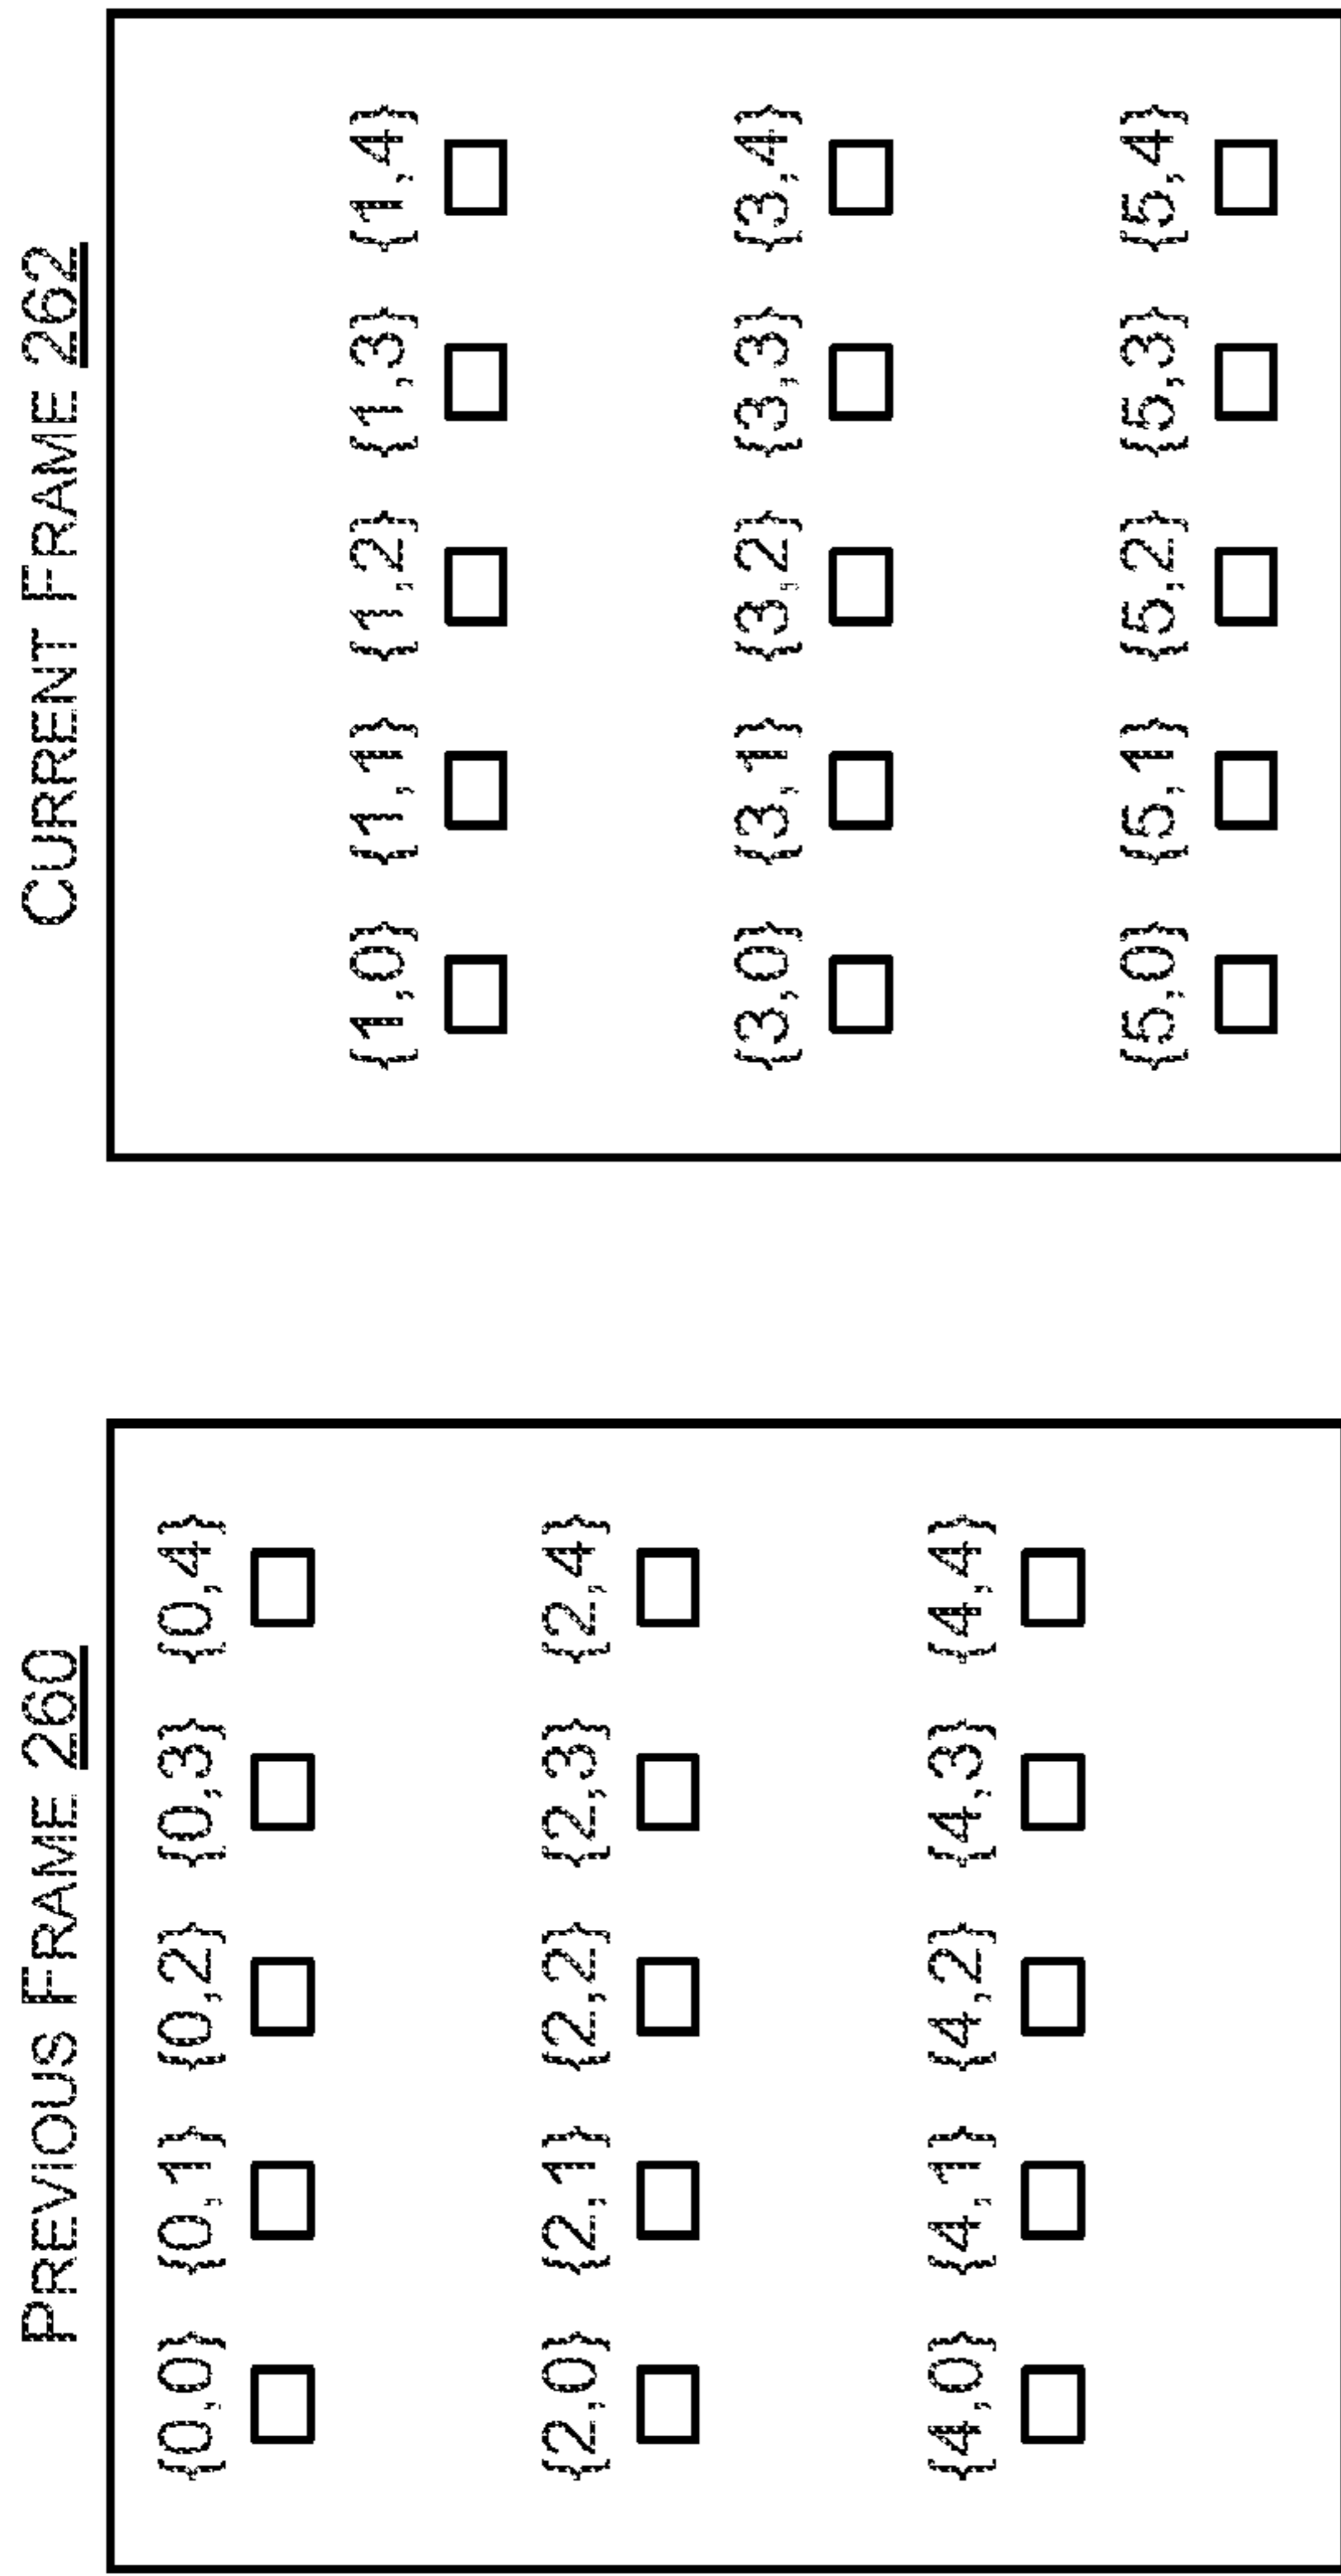 PREVIOUS FRAME 260
{0,0} {0,1} {0,2} {0,3} {0,4}
{2,0} {2,1} {2,2} {2,3} {2,4}
{4,0} {4,1} {4,2} {4,3} {4,4}
CURRENT FRAME 262
{1,0} {1,1} {1,2} {1,3} {1,4}
{3,0} {3,1} {3,2} {3,3} {3,4}
{5,0} {5,1} {5,2} {5,3} {5,4}